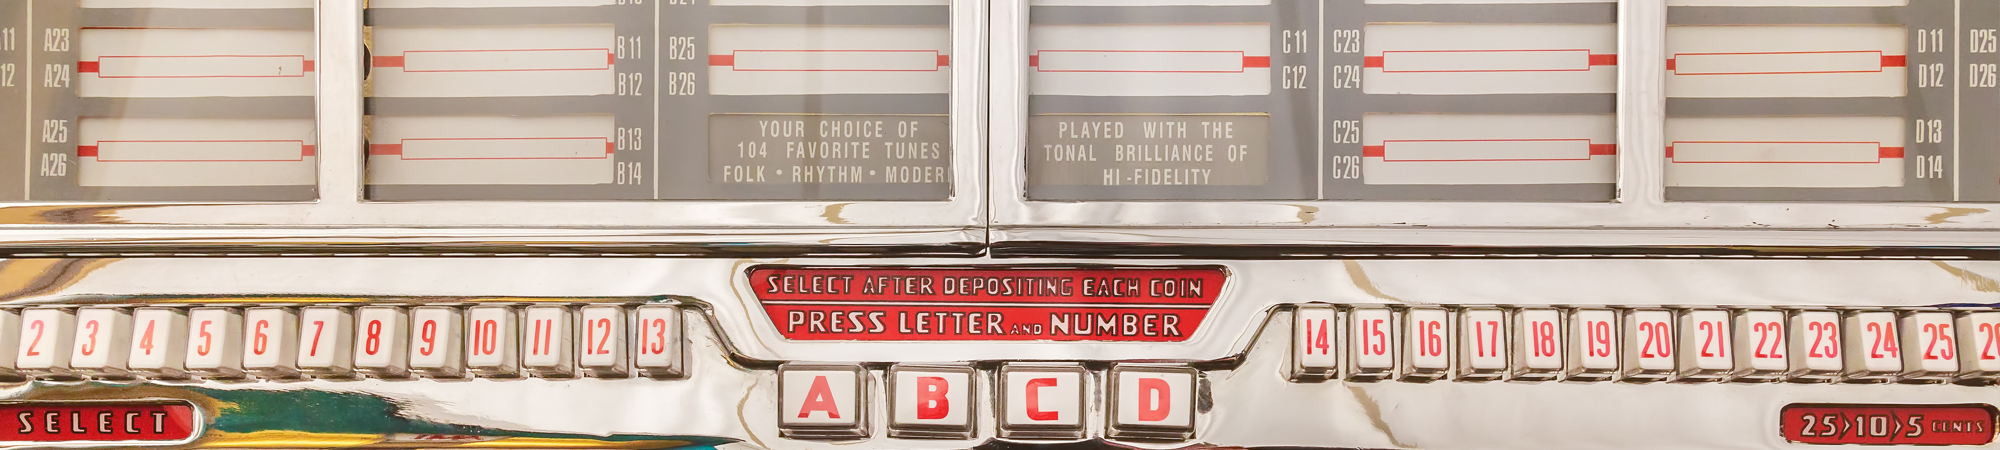 A11 A23 B11 B25 C11 C23 D11 D25
12 A24 B12 B26 C12 C24 D12 D26
A25 B13 C25 D13
A26 B14 C26 D14
YOUR CHOICE OF
104 FAVORITE TUNES
FOLK • RHYTHM • MODER
PLAYED WITH THE
TONAL BRILLIANCE OF
HI-FIDELITY
SELECT AFTER DEPOSITING EACH COIN
PRESS LETTER AND NUMBER
2 3 4 5 6 7 8 9 10 11 12 13
14 15 16 17 18 19 20 21 22 23 24 25 26
A B C D
SELECT
25>10>5 CENTS